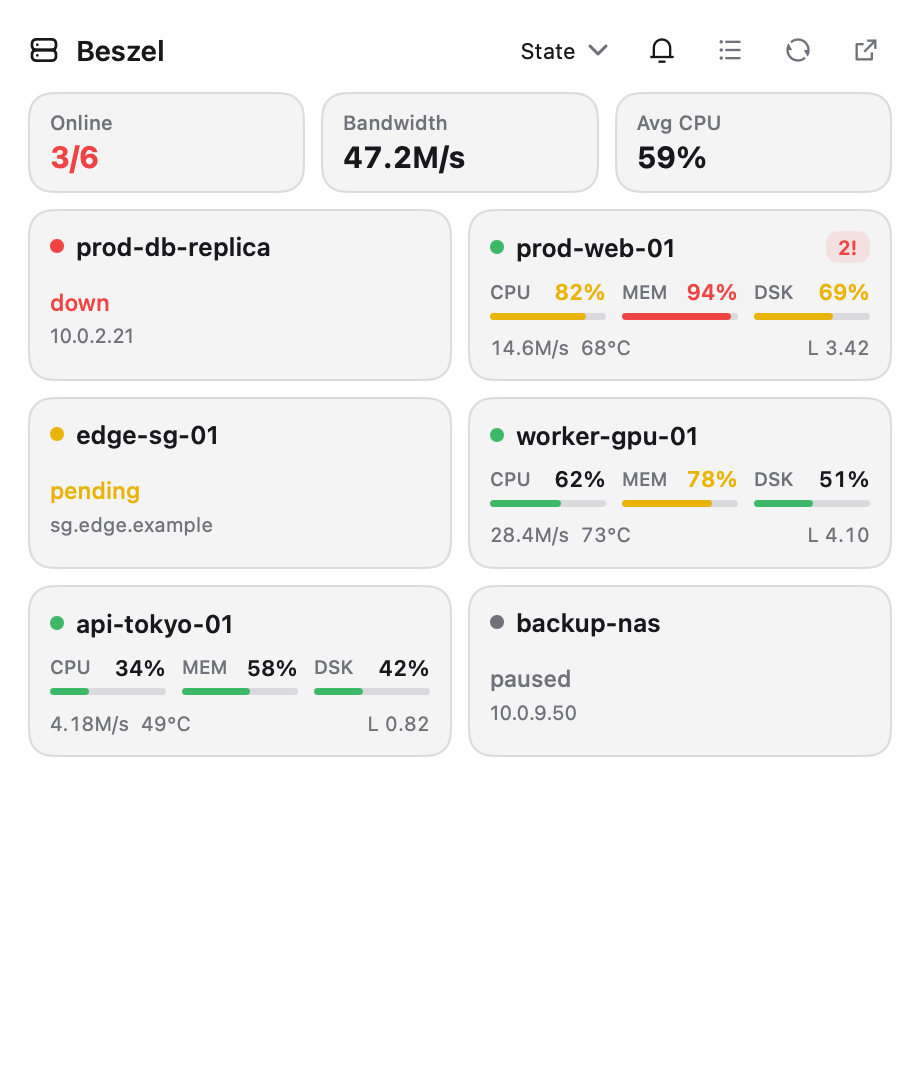 Beszel
State
Online
3/6
Bandwidth
47.2M/s
Avg CPU
59%
prod-db-replica
down
10.0.2.21
prod-web-01
2!
CPU 82% MEM 94% DSK 69%
14.6M/s 68°C L 3.42
edge-sg-01
pending
sg.edge.example
worker-gpu-01
CPU 62% MEM 78% DSK 51%
28.4M/s 73°C L 4.10
api-tokyo-01
CPU 34% MEM 58% DSK 42%
4.18M/s 49°C L 0.82
backup-nas
paused
10.0.9.50